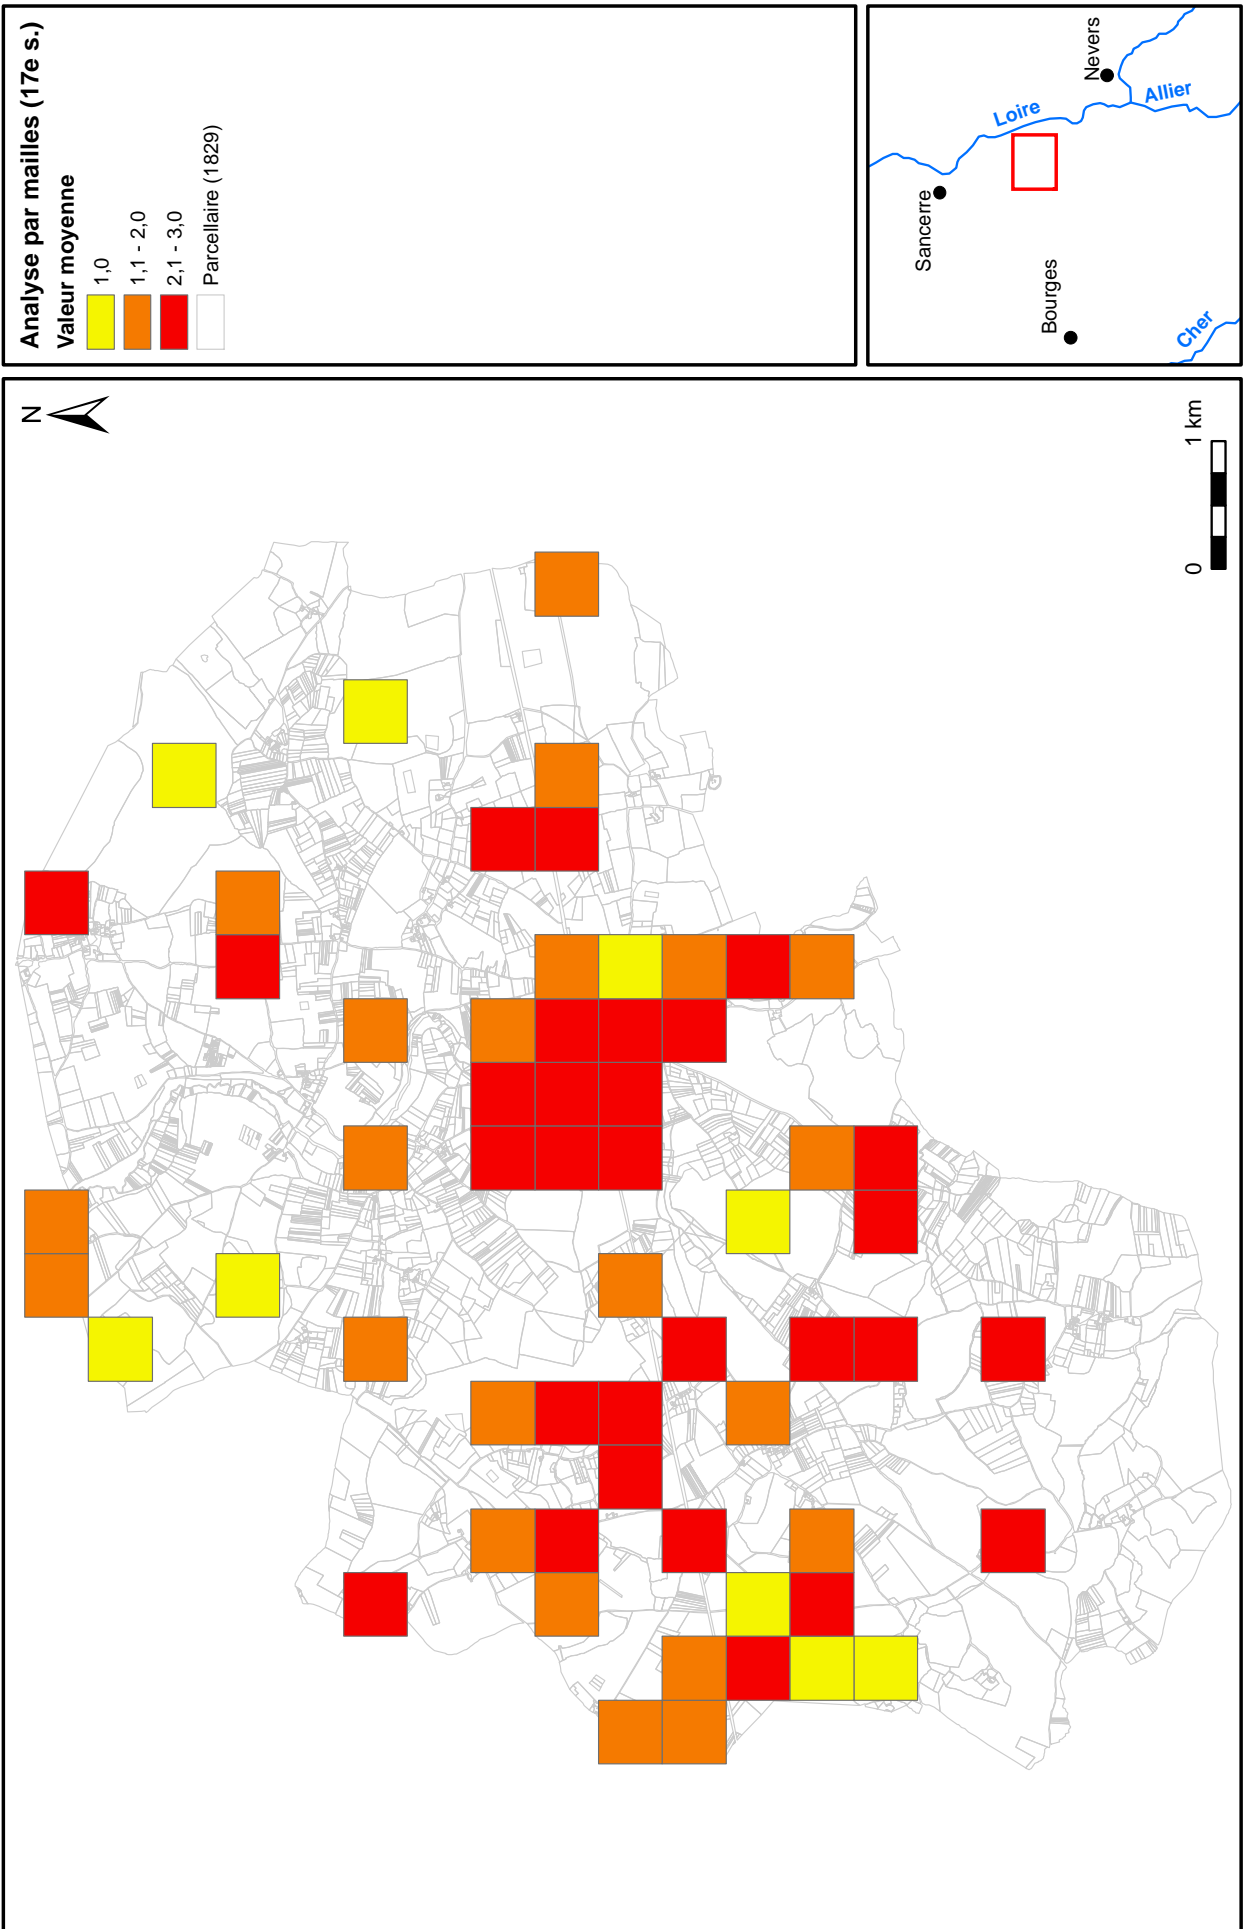 Analyse par mailles (17e s.)
Valeur moyenne
1,0
1,1 - 2,0
2,1 - 3,0
Parcellaire (1829)
Sancerre
Bourges
Nevers
Loire
Allier
Cher
N
0 1 km